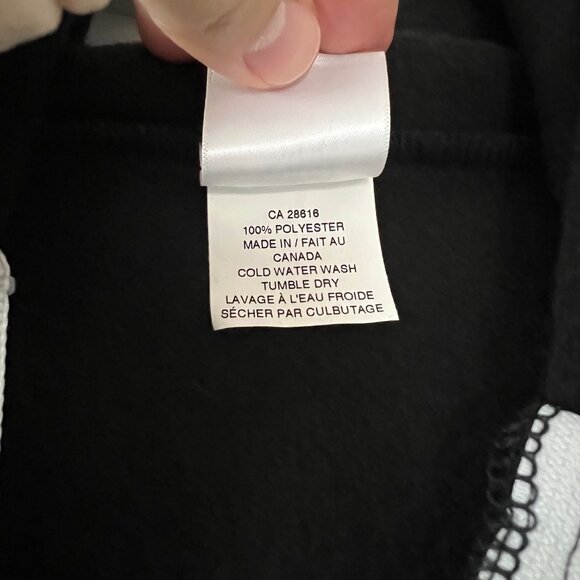 CA 28616
100% POLYESTER
MADE IN / FAIT AU
CANADA
COLD WATER WASH
TUMBLE DRY
LAVAGE À L'EAU FROIDE
SÉCHER PAR CULBUTAGE